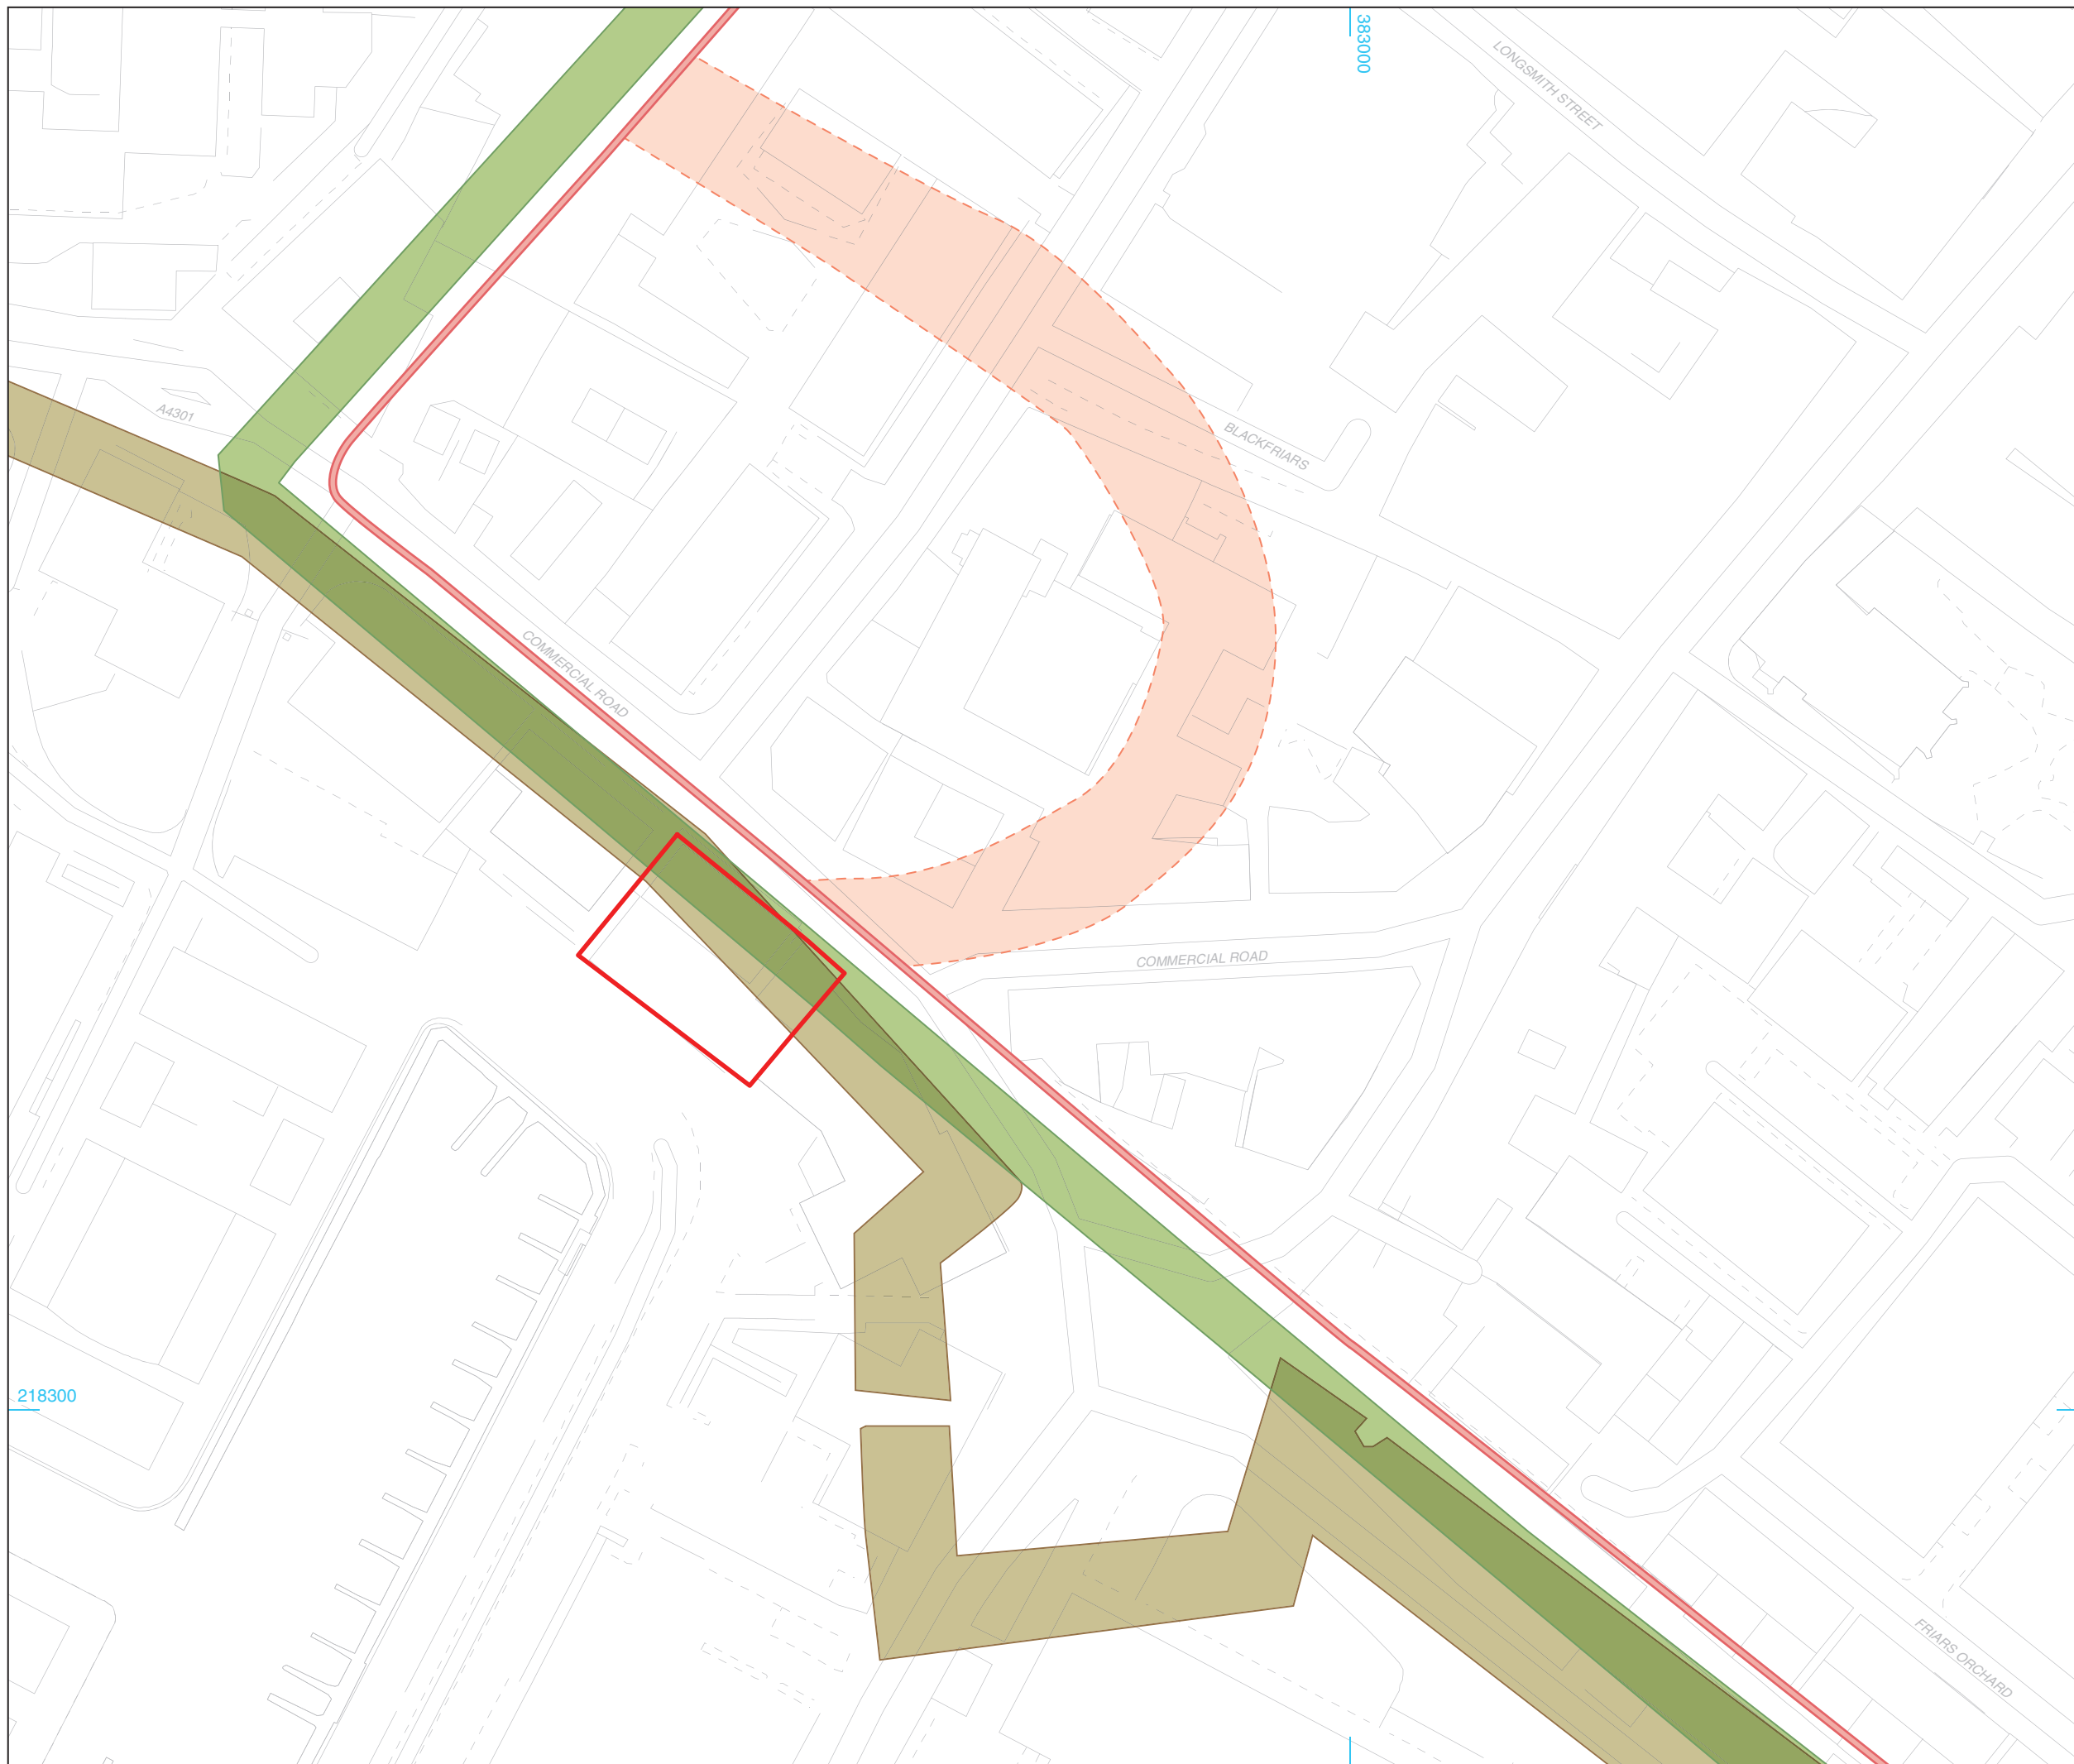 383000
LONGSMITH STREET
A4301
BLACKFRIARS
COMMERCIAL ROAD
COMMERCIAL ROAD
218300
FRIARS ORCHARD